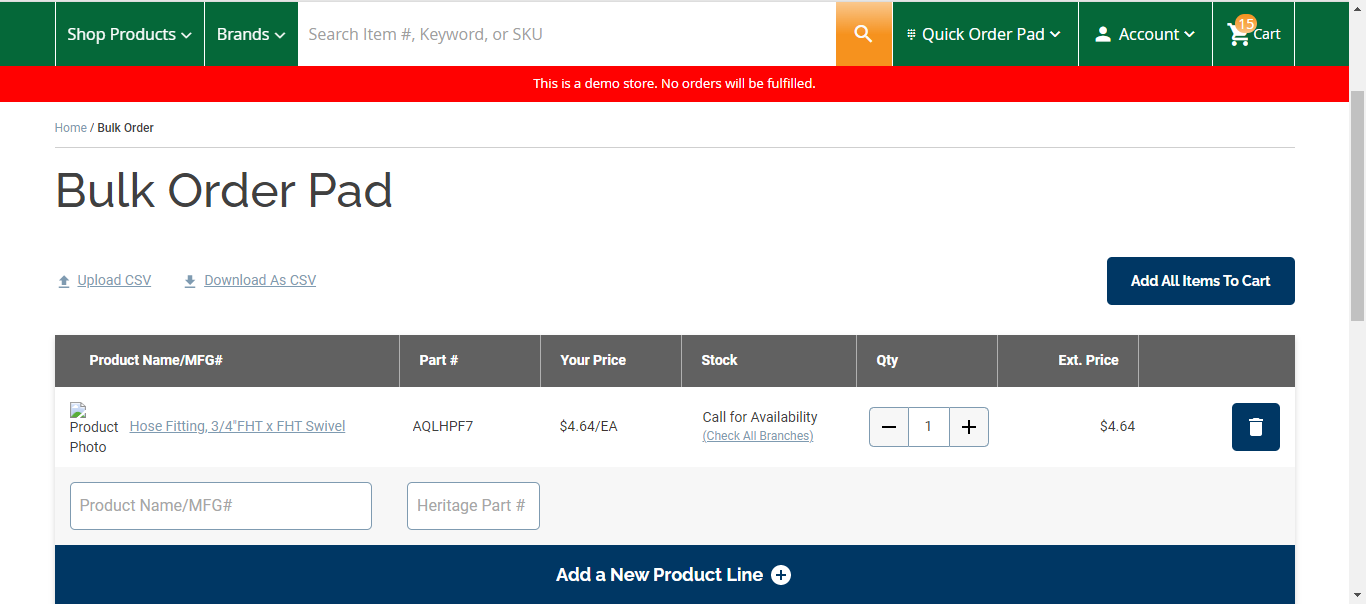 Shop Products
Brands
Search Item #, Keyword, or SKU
Quick Order Pad
Account
15
Cart
This is a demo store. No orders will be fulfilled.
Home / Bulk Order
Bulk Order Pad
Upload CSV
Download As CSV
Add All Items To Cart
Product Name/MFG#
Part #
Your Price
Stock
Qty
Ext. Price
Product
Photo
Hose Fitting, 3/4"FHT x FHT Swivel
AQLHPF7
$4.64/EA
Call for Availability
(Check All Branches)
1
$4.64
Product Name/MFG#
Heritage Part #
Add a New Product Line